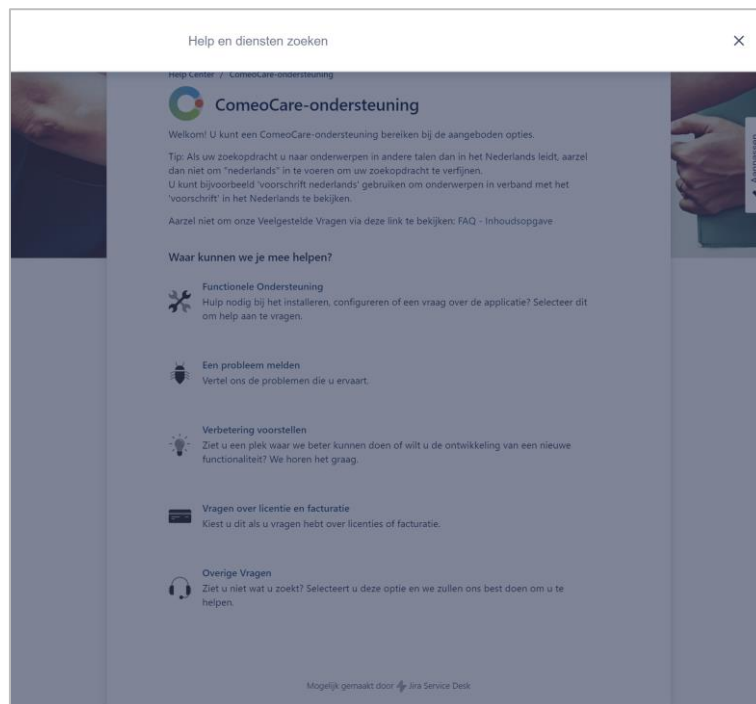 Help en diensten zoeken
Help Center / ComeoCare-ondersteuning
ComeoCare-ondersteuning
Welkom! U kunt een ComeoCare-ondersteuning bereiken bij de aangeboden opties.
Tip: Als uw zoekopdracht u naar onderwerpen in andere talen dan in het Nederlands leidt, aarzel
dan niet om "nederlands" in te voeren om uw zoekopdracht te verfijnen.
U kunt bijvoorbeeld 'voorschrift nederlands' gebruiken om onderwerpen in verband met het
'voorschrift' in het Nederlands te bekijken.
Aarzel niet om onze Veelgestelde Vragen via deze link te bekijken: FAQ - Inhoudsopgave
Waar kunnen we je mee helpen?
Functionele Ondersteuning
Hulp nodig bij het installeren, configureren of een vraag over de applicatie? Selecteer dit
om help aan te vragen.
Een probleem melden
Vertel ons de problemen die u ervaart.
Verbetering voorstellen
Ziet u een plek waar we beter kunnen doen of wilt u de ontwikkeling van een nieuwe
functionaliteit? We horen het graag.
Vragen over licentie en facturatie
Kiest u dit als u vragen hebt over licenties of facturatie.
Overige Vragen
Ziet u niet wat u zoekt? Selecteert u deze optie en we zullen ons best doen om u te
helpen.
Mogelijk gemaakt door Jira Service Desk
Aanpassen